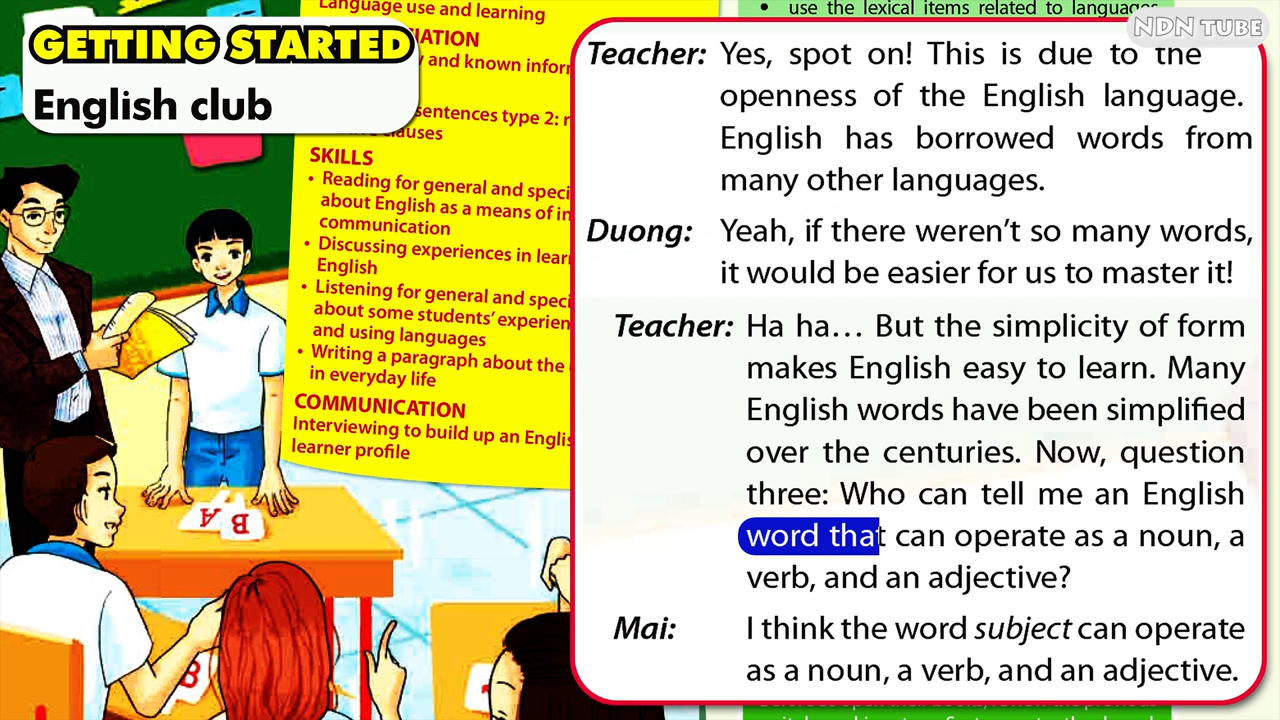 GETTING STARTED
English club
Language use and learning
and known
sentences type 2:
clauses
SKILLS
• Reading for general and
about English as a means of
communication
• Discussing experiences in
English
• Listening for general and
about some students'
and using languages
• Writing a paragraph about the
in everyday life
COMMUNICATION
Interviewing to build up an
learner profile
• use the lexical items related to languages
NDN TUBE
Teacher: Yes, spot on! This is due to the
openness of the English language.
English has borrowed words from
many other languages.
Duong: Yeah, if there weren't so many words,
it would be easier for us to master it!
Teacher: Ha ha… But the simplicity of form
makes English easy to learn. Many
English words have been simplified
over the centuries. Now, question
three: Who can tell me an English
word that can operate as a noun, a
verb, and an adjective?
Mai: I think the word subject can operate
as a noun, a verb, and an adjective.
A B
B